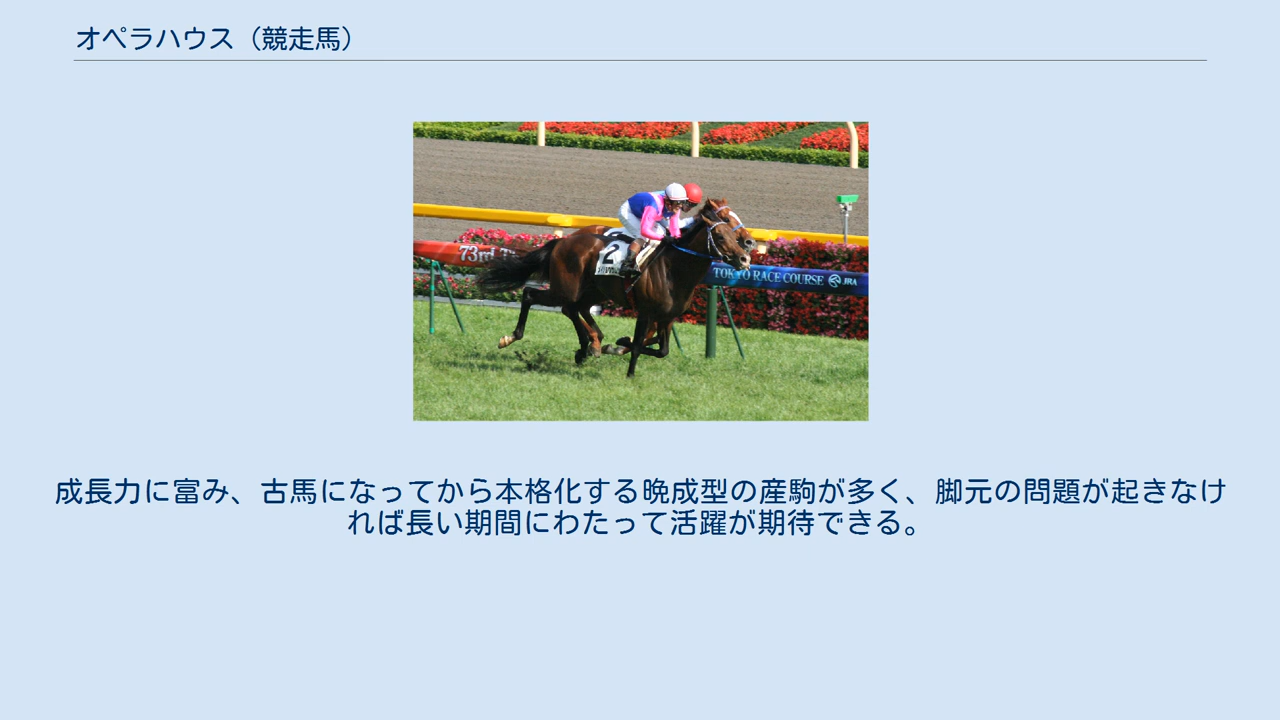 オペラハウス（競走馬）
73rd T
2
TOKYO RACE COURSE JRA
成長力に富み、古馬になってから本格化する晩成型の産駒が多く、脚元の問題が起きなけ
れば長い期間にわたって活躍が期待できる。